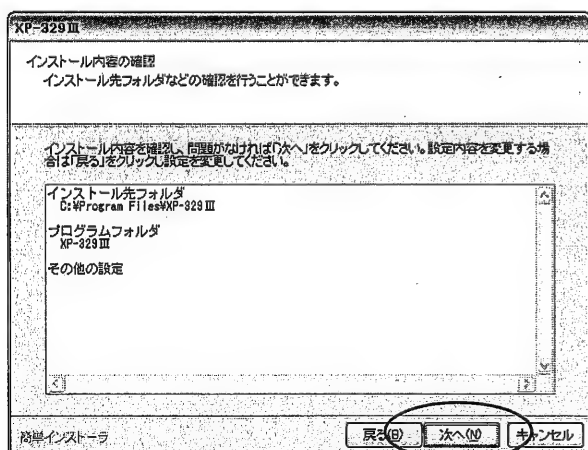 XP-329Ⅲ
インストール内容の確認
インストール先フォルダなどの確認を行うことができます。
インストール内容を確認し、問題がなければ「次へ」をクリックしてください。設定内容を変更する場
合は「戻る」をクリックし設定を変更してください。
インストール先フォルダ
C:¥Program Files¥XP-329Ⅲ
プログラムフォルダ
XP-329Ⅲ
その他の設定
簡単インストーラ
戻る(B)
次へ(N)
キャンセル